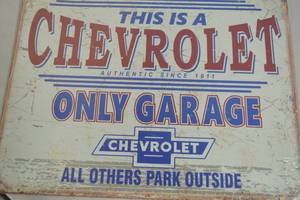 THIS IS A
CHEVROLET
AUTHENTIC SINCE 1911
ONLY GARAGE
CHEVROLET
ALL OTHERS PARK OUTSIDE